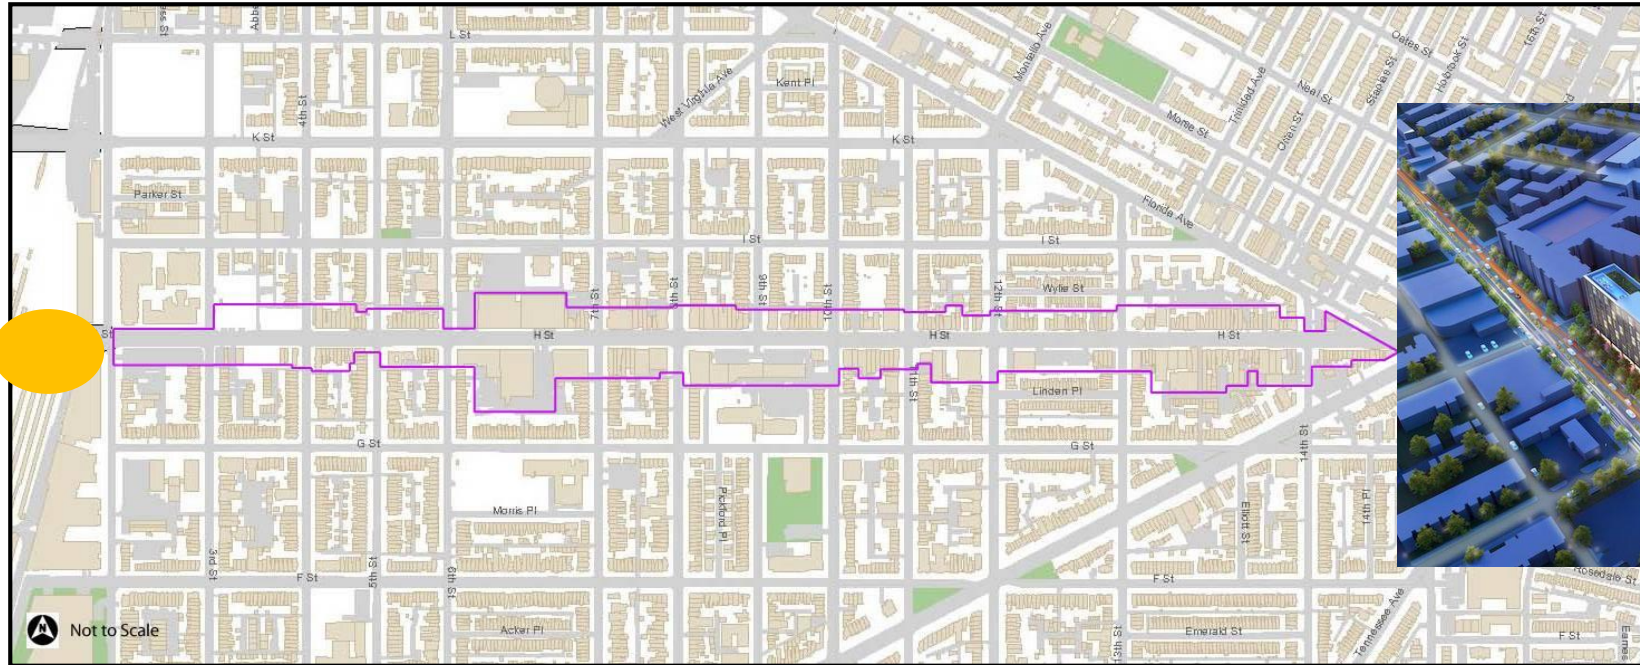 L St
Kent Pl
West Virginia Ave
Montello Ave
Oates St
Holbrook St
16th St
Neal St
Staples St
Trinidad Ave
Morse St
Orren St
4th St
K St
K St
Parker St
Florida Ave
I St
I St
Wylie St
7th St
8th St
9th St
10th St
12th St
St
H St
H St
H St
11th St
Linden Pl
G St
G St
14th St
Pickford Pl
Morris Pl
Elliott St
14th Pl
3rd St
5th St
6th St
F St
F St
Rosedale St
Tennessee Ave
N
Not to Scale
Acker Pl
13th St
Emerald St
F St